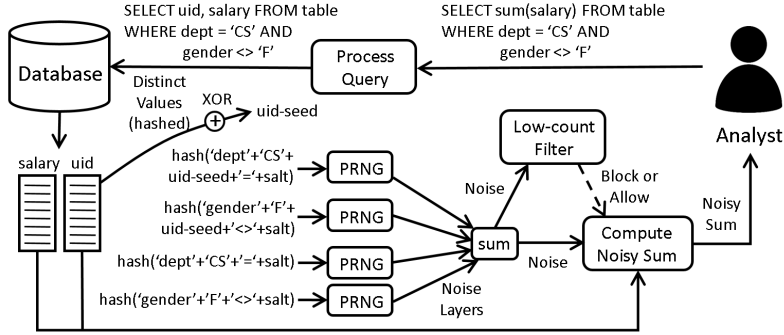 SELECT uid, salary FROM table
WHERE dept = ‘CS’ AND
gender <> ‘F’
SELECT sum(salary) FROM table
WHERE dept = ‘CS’ AND
gender <> ‘F’
Database
Process
Query
Analyst
Distinct
Values
(hashed)
XOR
+
uid-seed
salary
uid
hash(‘dept’+‘CS’+
uid-seed+’=‘+salt)
PRNG
hash(‘gender’+‘F’+
uid-seed+’<>‘+salt)
PRNG
hash(‘dept’+‘CS’+’=‘+salt)
PRNG
hash(‘gender’+’F’+‘<>‘+salt)
PRNG
Noise
Layers
sum
Noise
Low-count
Filter
Block or
Allow
Noise
Compute
Noisy Sum
Noisy
Sum